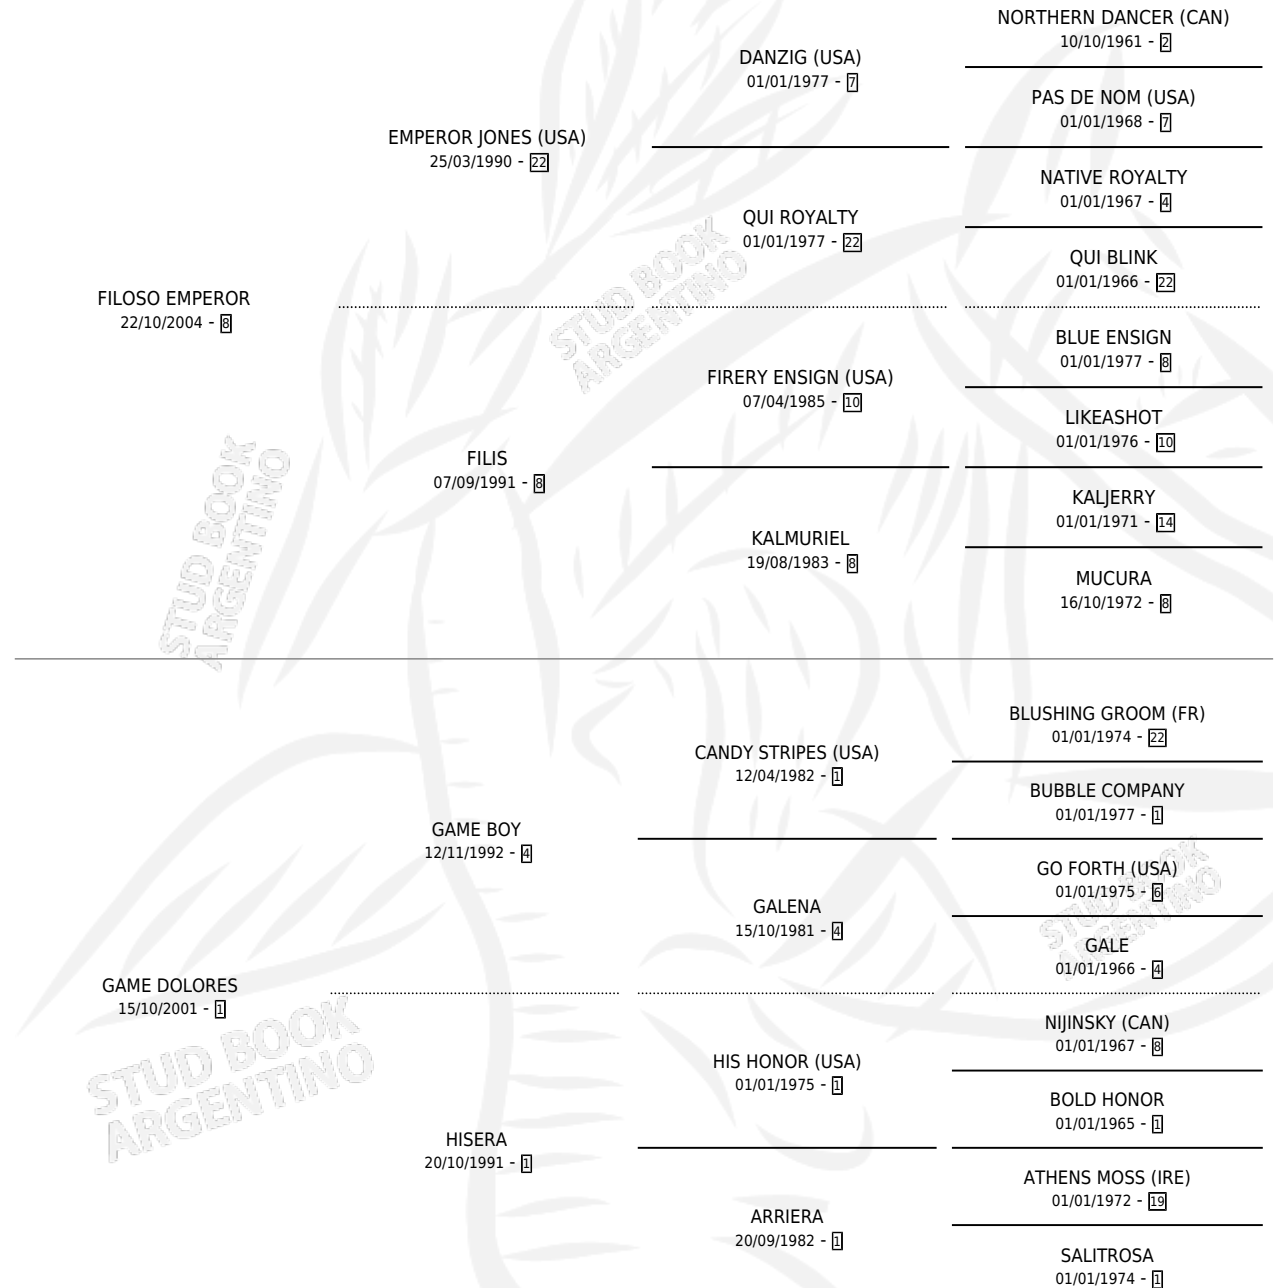 NORTHERN DANCER (CAN)
10/10/1961 - 2
DANZIG (USA)
01/01/1977 - 7
PAS DE NOM (USA)
01/01/1968 - 7
EMPEROR JONES (USA)
25/03/1990 - 22
NATIVE ROYALTY
01/01/1967 - 4
QUI ROYALTY
01/01/1977 - 22
QUI BLINK
01/01/1966 - 22
FILOSO EMPEROR
22/10/2004 - 8
STUD BOOK
ARGENTINO
BLUE ENSIGN
01/01/1977 - 8
FIRERY ENSIGN (USA)
07/04/1985 - 10
LIKEASHOT
01/01/1976 - 10
FILIS
07/09/1991 - 8
KALJERRY
01/01/1971 - 14
KALMURIEL
19/08/1983 - 8
MUCURA
16/10/1972 - 8
STUD BOOK
ARGENTINO
BLUSHING GROOM (FR)
01/01/1974 - 22
CANDY STRIPES (USA)
12/04/1982 - 1
BUBBLE COMPANY
01/01/1977 - 1
GAME BOY
12/11/1992 - 4
GO FORTH (USA)
01/01/1975 - 6
GALENA
15/10/1981 - 4
STUD BOOK
ARGENTINO
GALE
01/01/1966 - 4
GAME DOLORES
15/10/2001 - 1
STUD BOOK
ARGENTINO
NIJINSKY (CAN)
01/01/1967 - 8
HIS HONOR (USA)
01/01/1975 - 1
BOLD HONOR
01/01/1965 - 1
HISERA
20/10/1991 - 1
ATHENS MOSS (IRE)
01/01/1972 - 19
ARRIERA
20/09/1982 - 1
SALITROSA
01/01/1974 - 1